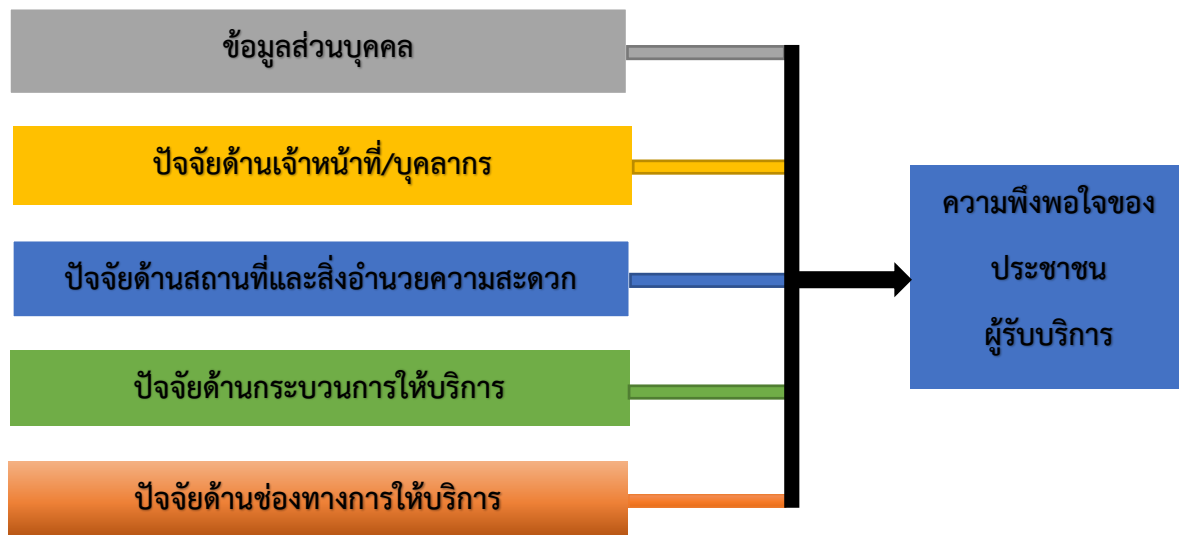 ข้อมูลส่วนบุคคล
ปัจจัยด้านเจ้าหน้าที่/บุคลากร
ปัจจัยด้านสถานที่และสิ่งอำนวยความสะดวก
ปัจจัยด้านกระบวนการให้บริการ
ปัจจัยด้านช่องทางการให้บริการ
ความพึงพอใจของ
ประชาชน
ผู้รับบริการ